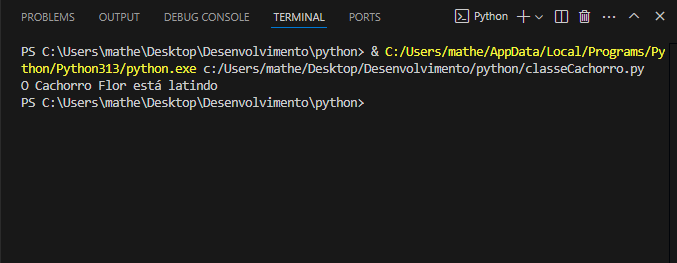 PROBLEMS OUTPUT DEBUG CONSOLE TERMINAL PORTS Python
PS C:\Users\mathe\Desktop\Desenvolvimento\python> & C:/Users/mathe/AppData/Local/Programs/Py
thon/Python313/python.exe c:/Users/mathe/Desktop/Desenvolvimento/python/classeCachorro.py
O Cachorro Flor está latindo
PS C:\Users\mathe\Desktop\Desenvolvimento\python>